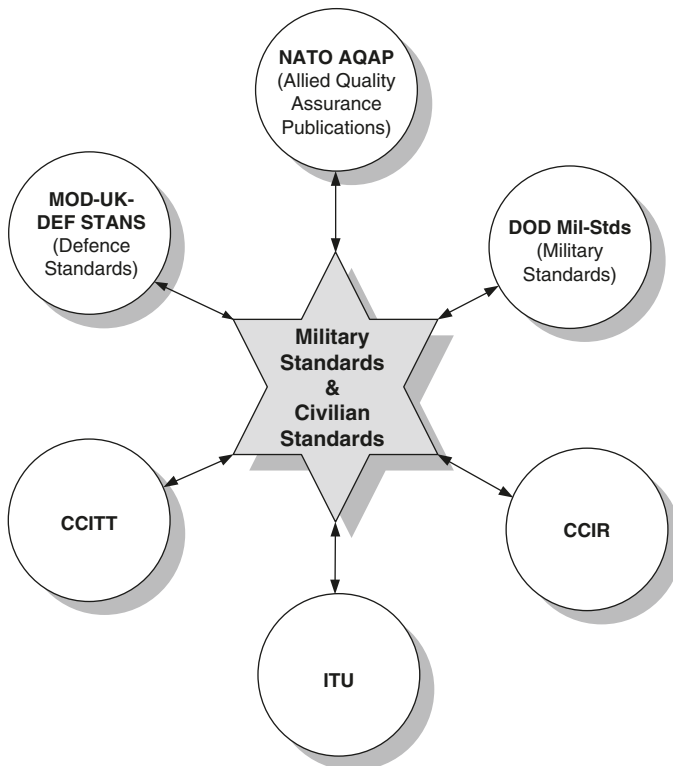 NATO AQAP
(Allied Quality
Assurance
Publications)
MOD-UK-
DEF STANS
(Defence
Standards)
DOD Mil-Stds
(Military
Standards)
Military
Standards
&
Civilian
Standards
CCITT
CCIR
ITU